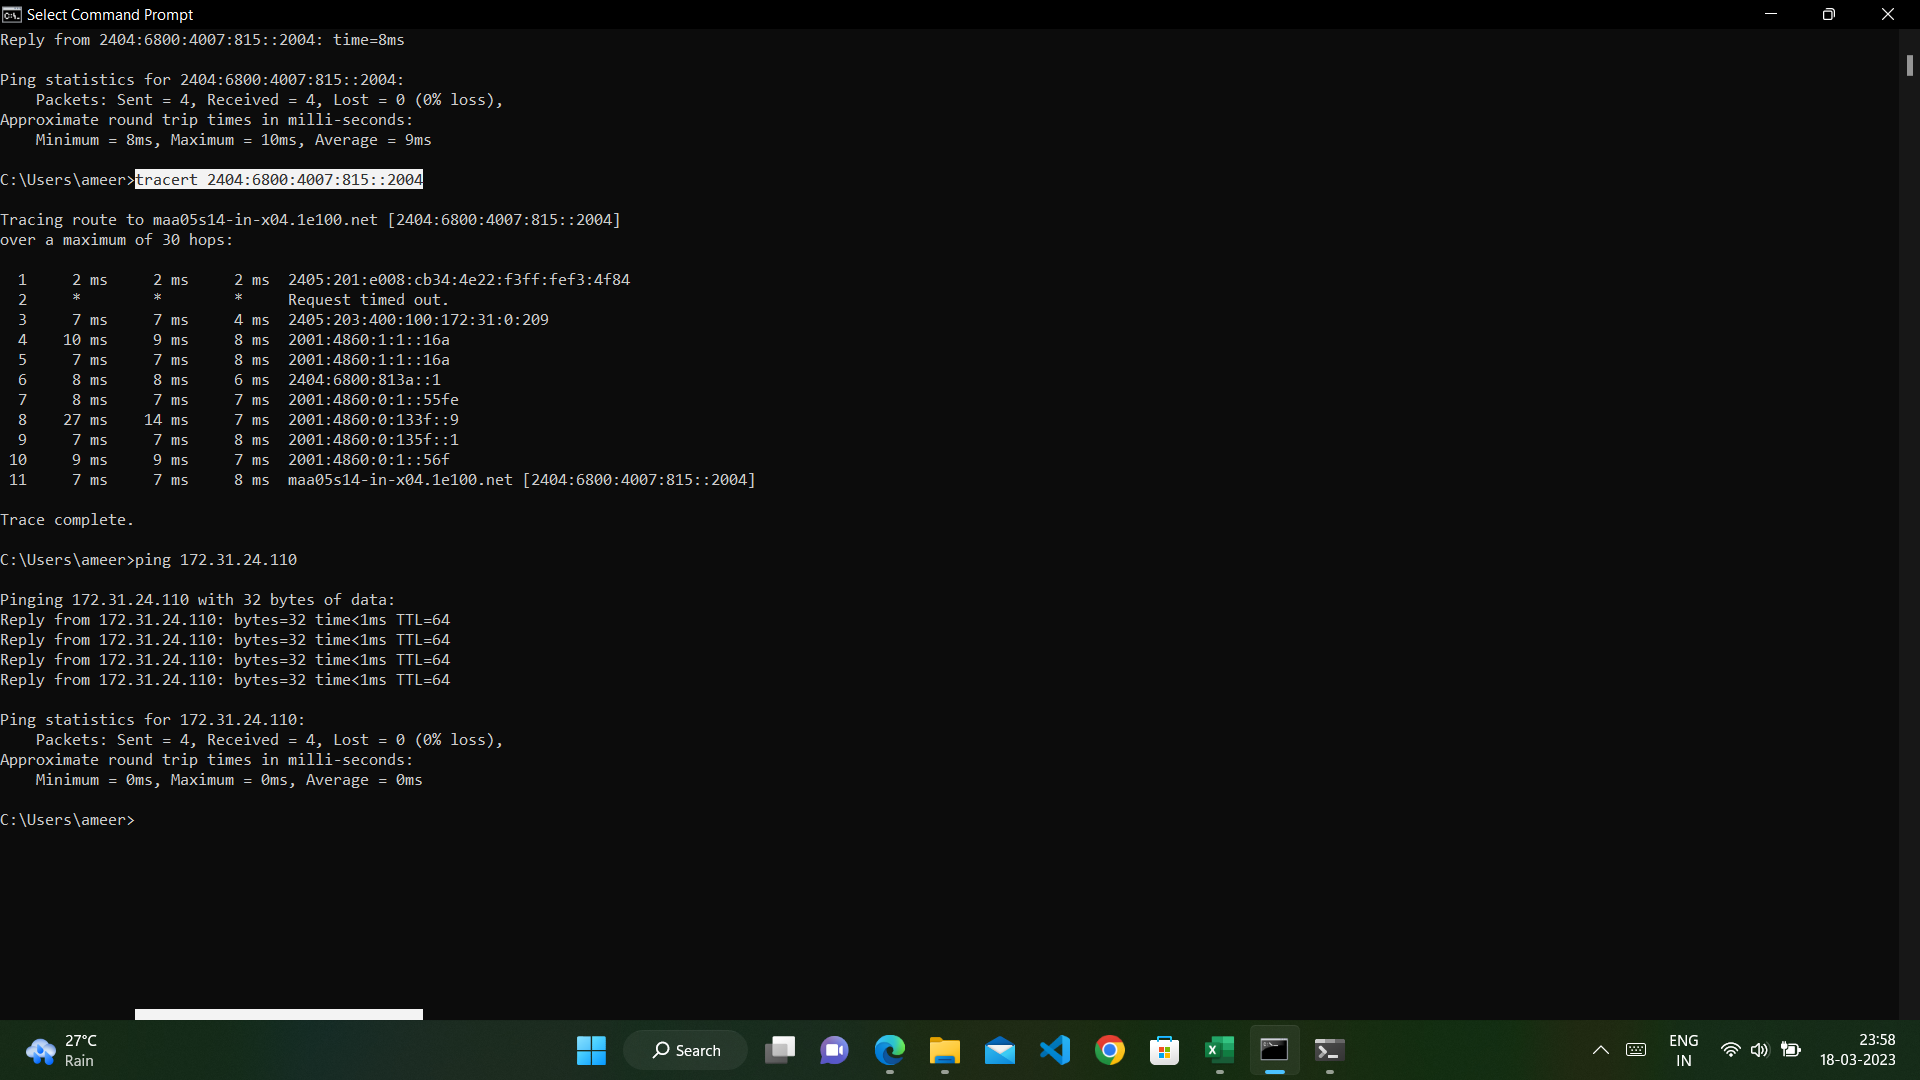 Select Command Prompt
Reply from 2404:6800:4007:815::2004: time=8ms
Ping statistics for 2404:6800:4007:815::2004:
    Packets: Sent = 4, Received = 4, Lost = 0 (0% loss),
Approximate round trip times in milli-seconds:
    Minimum = 8ms, Maximum = 10ms, Average = 9ms
C:\Users\ameer>tracert 2404:6800:4007:815::2004
Tracing route to maa05s14-in-x04.1e100.net [2404:6800:4007:815::2004]
over a maximum of 30 hops:
  1     2 ms     2 ms     2 ms  2405:201:e008:cb34:4e22:f3ff:fef3:4f84
  2     *        *        *     Request timed out.
  3     7 ms     7 ms     4 ms  2405:203:400:100:172:31:0:209
  4    10 ms     9 ms     8 ms  2001:4860:1:1::16a
  5     7 ms     7 ms     8 ms  2001:4860:1:1::16a
  6     8 ms     8 ms     6 ms  2404:6800:813a::1
  7     8 ms     7 ms     7 ms  2001:4860:0:1::55fe
  8    27 ms    14 ms     7 ms  2001:4860:0:133f::9
  9     7 ms     7 ms     8 ms  2001:4860:0:135f::1
 10     9 ms     9 ms     7 ms  2001:4860:0:1::56f
 11     7 ms     7 ms     8 ms  maa05s14-in-x04.1e100.net [2404:6800:4007:815::2004]
Trace complete.
C:\Users\ameer>ping 172.31.24.110
Pinging 172.31.24.110 with 32 bytes of data:
Reply from 172.31.24.110: bytes=32 time<1ms TTL=64
Reply from 172.31.24.110: bytes=32 time<1ms TTL=64
Reply from 172.31.24.110: bytes=32 time<1ms TTL=64
Reply from 172.31.24.110: bytes=32 time<1ms TTL=64
Ping statistics for 172.31.24.110:
    Packets: Sent = 4, Received = 4, Lost = 0 (0% loss),
Approximate round trip times in milli-seconds:
    Minimum = 0ms, Maximum = 0ms, Average = 0ms
C:\Users\ameer>
27°C
Rain
Search
ENG
IN
23:58
18-03-2023